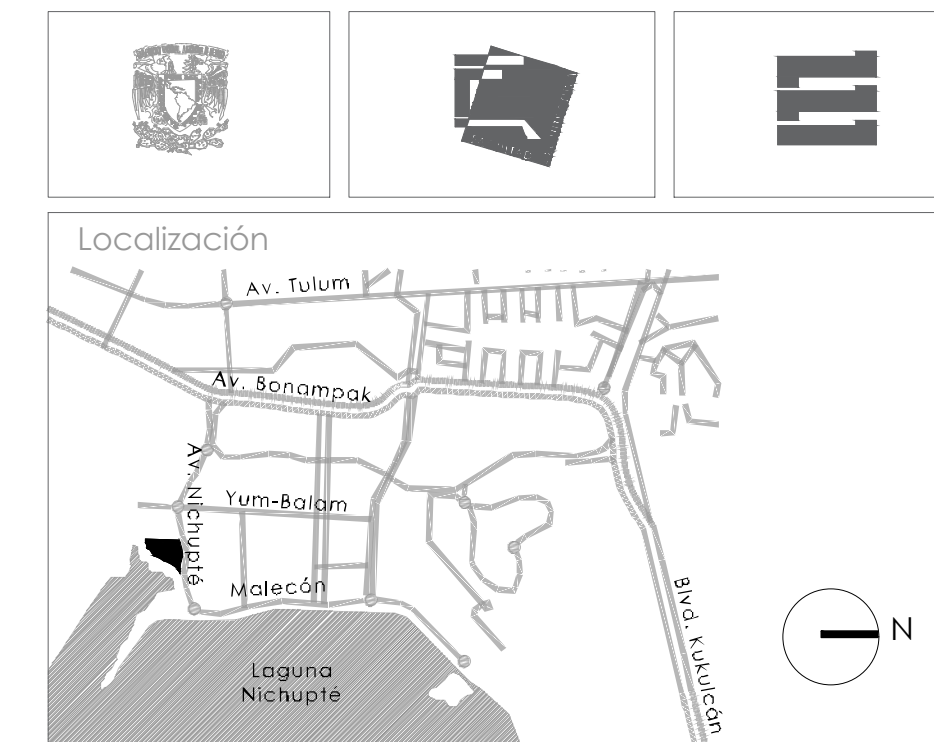 Localización
Av. Tulum
Av. Bonampak
Av. Nichupté
Yum-Balam
Malecón
Blvd. Kukulcán
N
Laguna
Nichupté